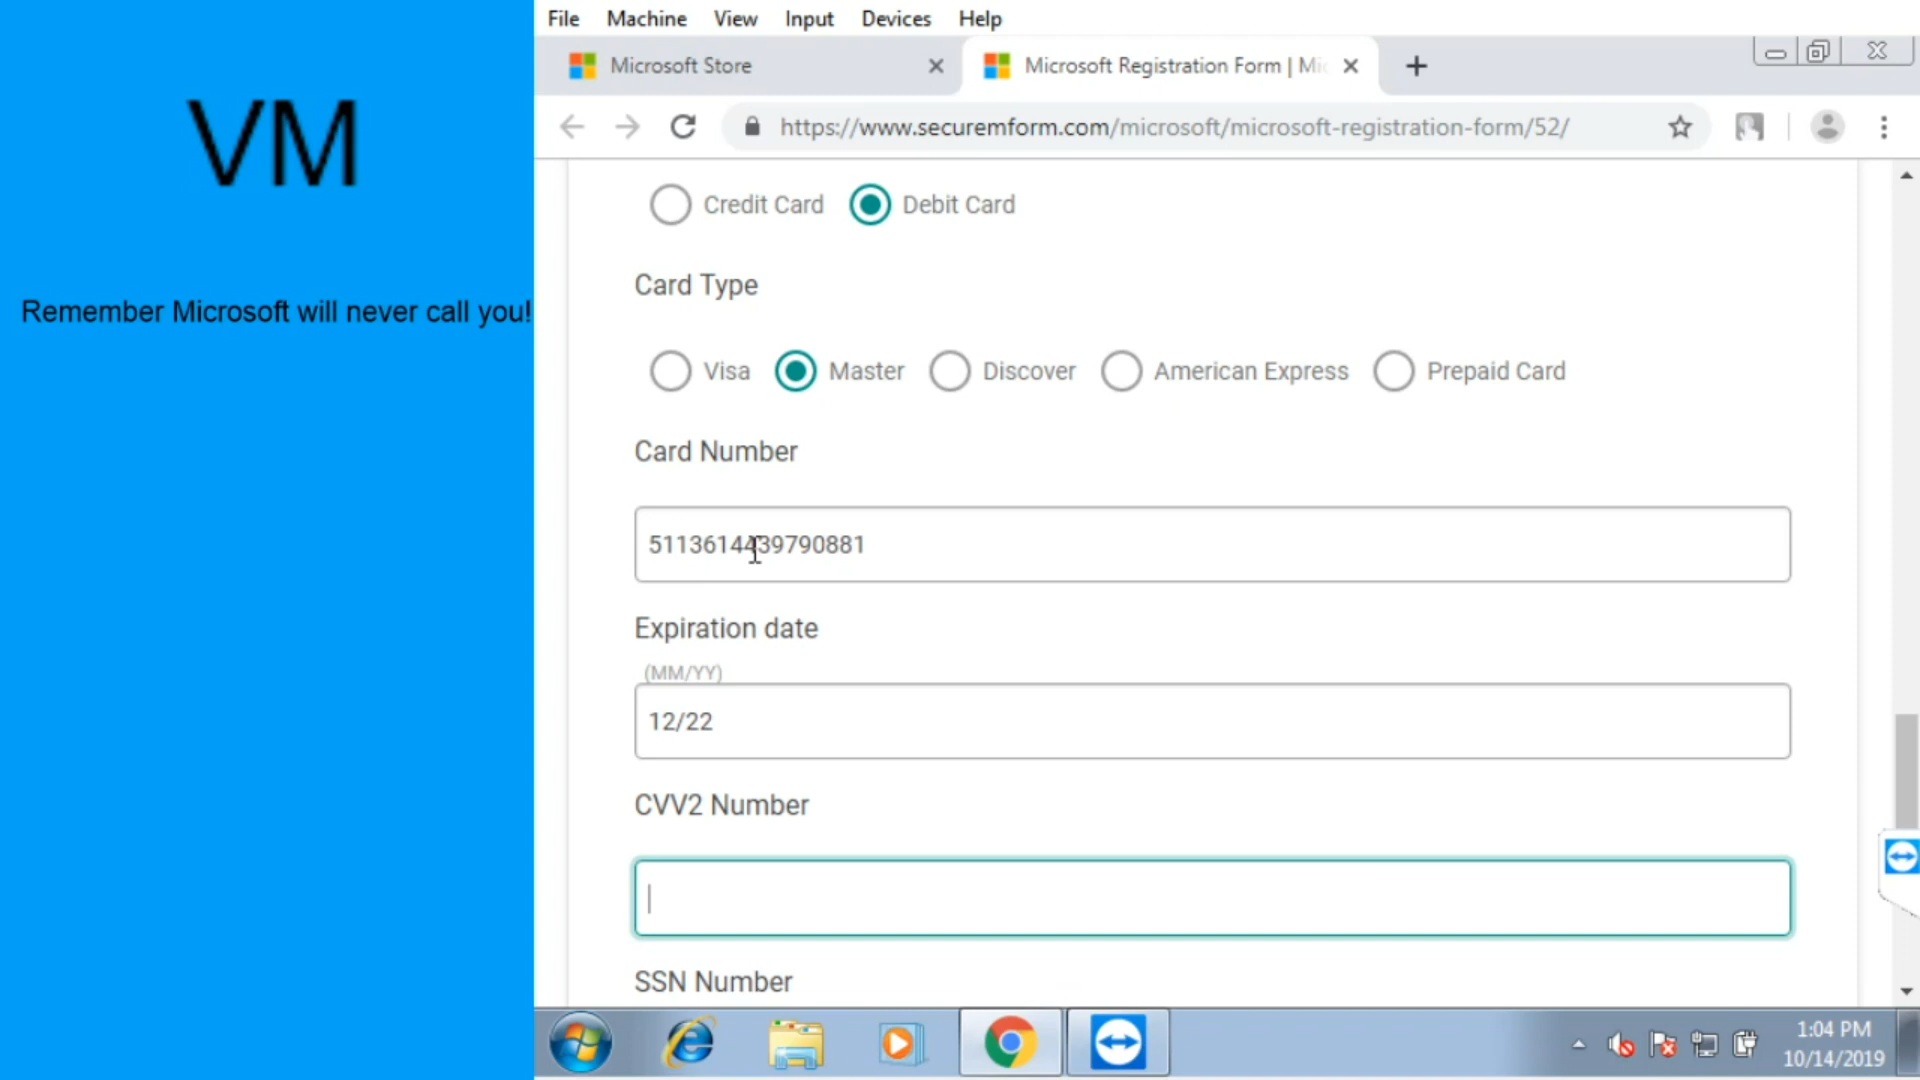 VM
Remember Microsoft will never call you!
File Machine View Input Devices Help
Microsoft Store
Microsoft Registration Form | Mi
https://www.securemform.com/microsoft/microsoft-registration-form/52/
Credit Card Debit Card
Card Type
Visa Master Discover American Express Prepaid Card
Card Number
5113614439790881
Expiration date
(MM/YY)
12/22
CVV2 Number
SSN Number
1:04 PM
10/14/2019